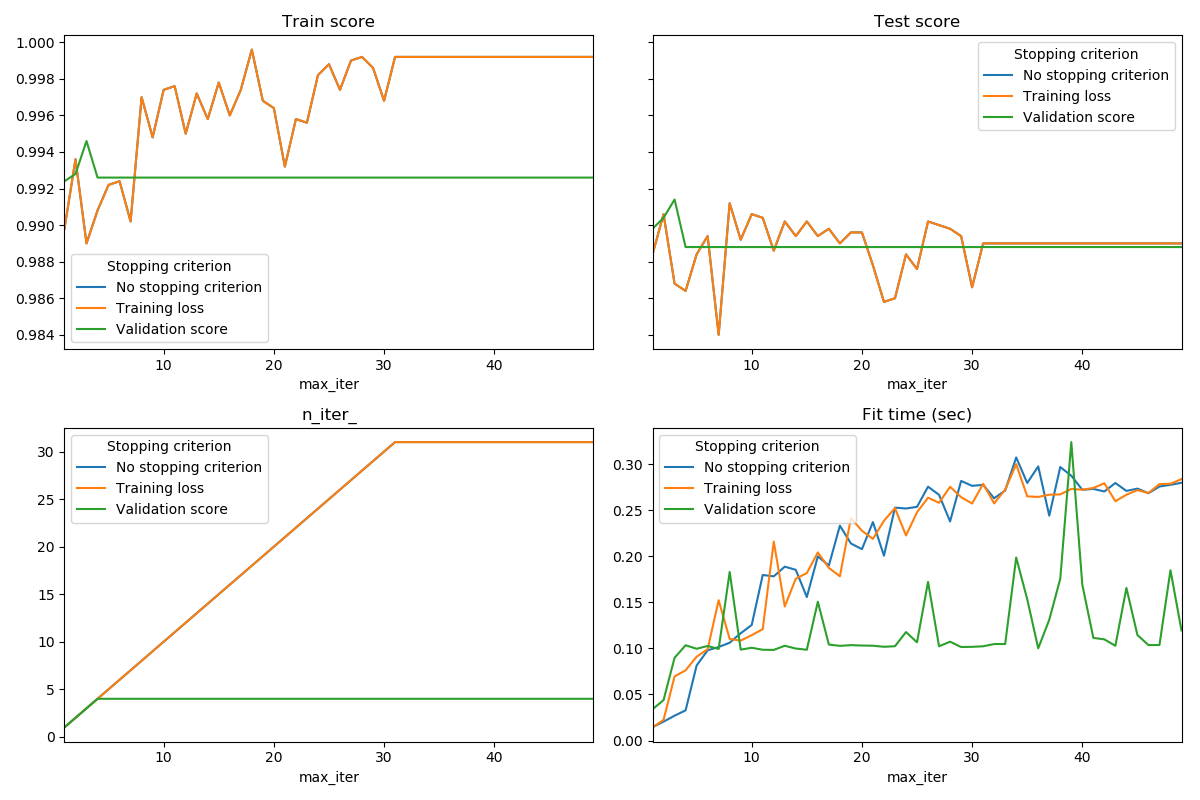 Train score
1.000
0.998
0.996
0.994
0.992
0.990
0.988
0.986
0.984
Stopping criterion
No stopping criterion
Training loss
Validation score
10 20 30 40
max_iter
Test score
Stopping criterion
No stopping criterion
Training loss
Validation score
10 20 30 40
max_iter
n_iter_
30
25
20
15
10
5
0
Stopping criterion
No stopping criterion
Training loss
Validation score
10 20 30 40
max_iter
Fit time (sec)
0.30
0.25
0.20
0.15
0.10
0.05
0.00
Stopping criterion
No stopping criterion
Training loss
Validation score
10 20 30 40
max_iter